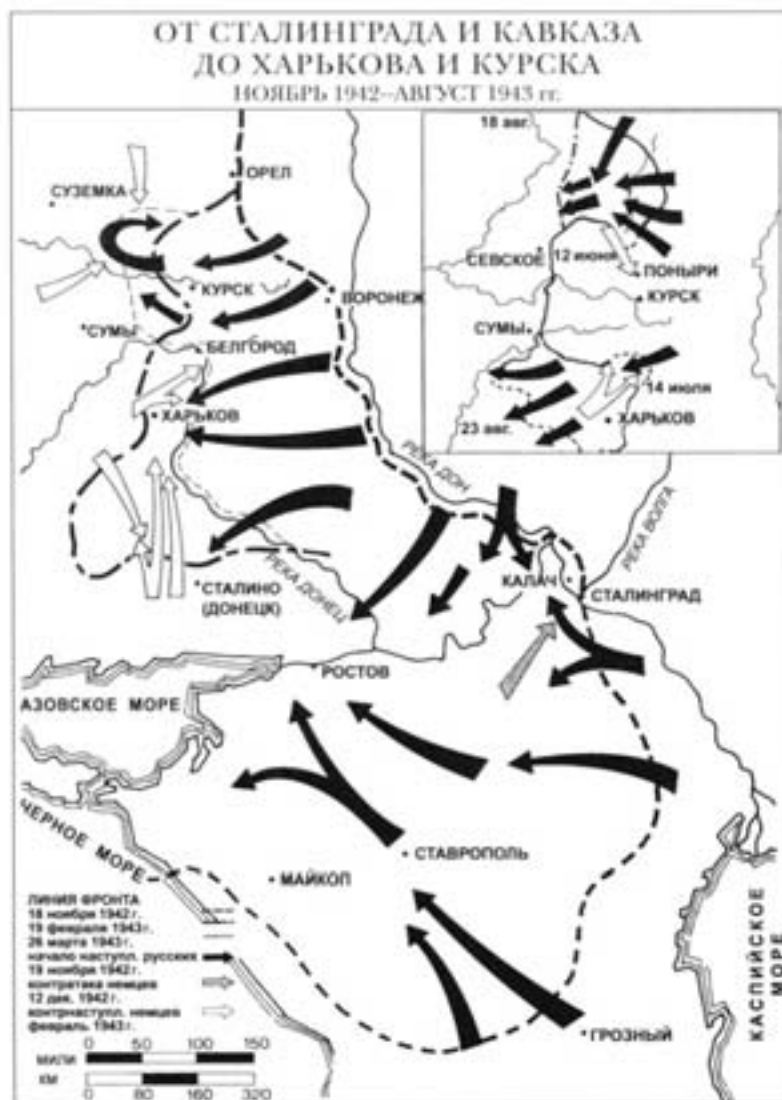 ОТ СТАЛИНГРАДА И КАВКАЗА
ДО ХАРЬКОВА И КУРСКА
НОЯБРЬ 1942–АВГУСТ 1943 гг.
ОРЕЛ
СУЗЕМКА
КУРСК
ВОРОНЕЖ
СУМЫ
БЕЛГОРОД
ХАРЬКОВ
РЕКА ДОН
РЕКА ВОЛГА
СТАЛИНО
(ДОНЕЦК)
РЕКА ДОНЕЦ
КАЛАЧ
СТАЛИНГРАД
РОСТОВ
АЗОВСКОЕ МОРЕ
ЧЕРНОЕ МОРЕ
СТАВРОПОЛЬ
МАЙКОП
ГРОЗНЫЙ
КАСПИЙСКОЕ
МОРЕ
18 авг.
СЕВСКОЕ
12 июня
ПОНЫРИ
КУРСК
СУМЫ
14 июля
ХАРЬКОВ
23 авг.
ЛИНИЯ ФРОНТА
18 ноября 1942 г.
19 февраля 1943 г.
26 марта 1943 г.
начало наступл. русских
19 ноября 1942 г.
контратака немцев
12 дек. 1942 г.
контрнаступл. немцев
февраль 1943 г.
0 50 100 150
МИЛИ
КМ
0 80 160 320